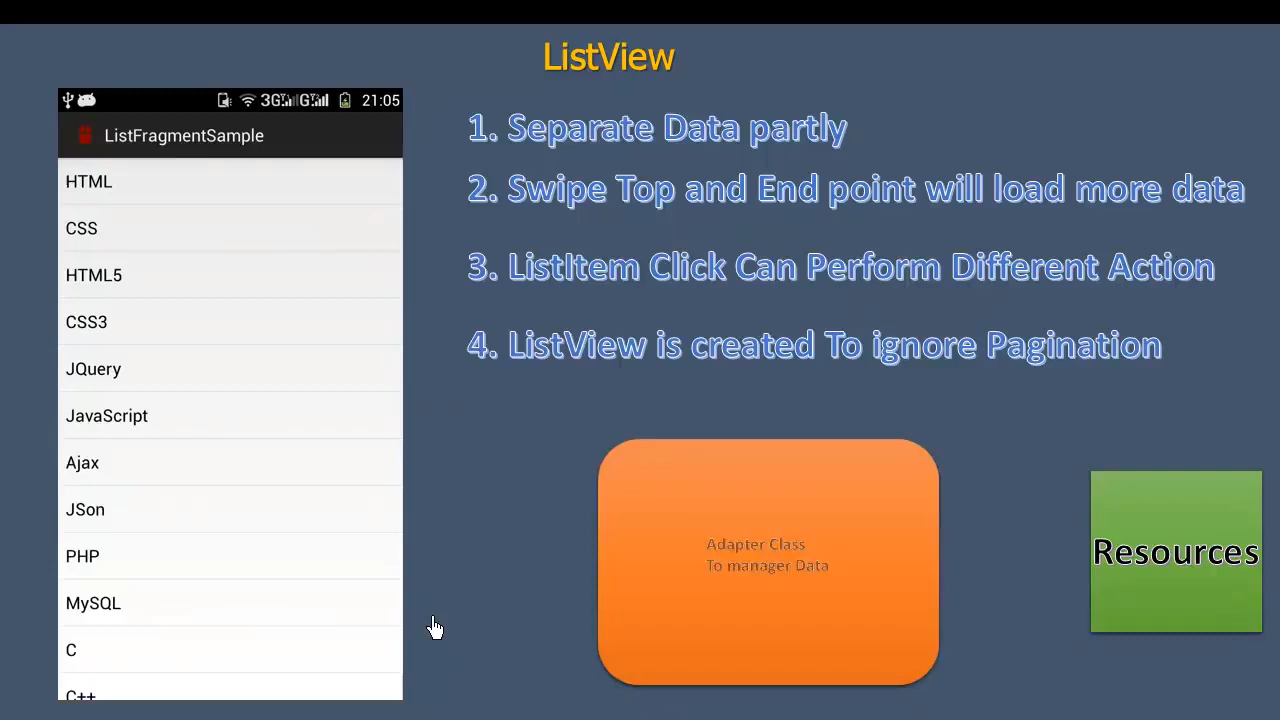 ListView
3G G 21:05
ListFragmentSample
HTML
CSS
HTML5
CSS3
JQuery
JavaScript
Ajax
JSon
PHP
MySQL
C
C++
1. Separate Data partly
2. Swipe Top and End point will load more data
3. ListItem Click Can Perform Different Action
4. ListView is created To ignore Pagination
Adapter Class
To manager Data
Resources